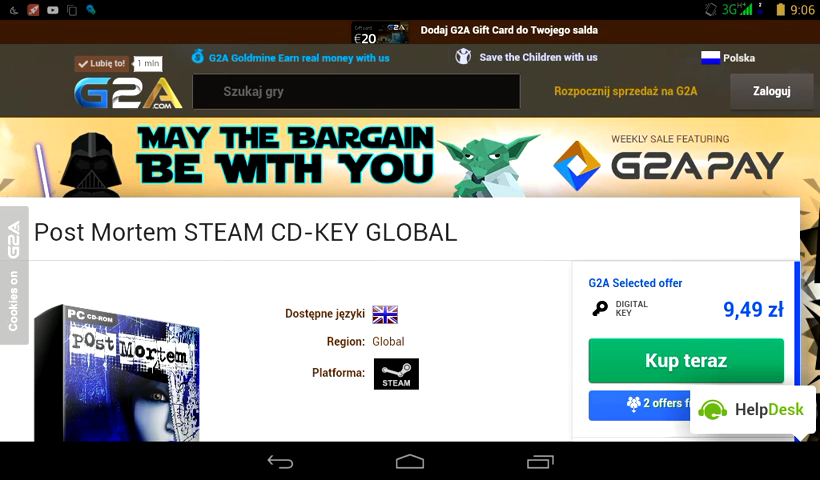 3G
2
9:06
Gift card
G2A
€20
Dodaj G2A Gift Card do Twojego salda
Lubię to!
1 mln
G2A Goldmine Earn real money with us
Save the Children with us
Polska
G2A
.COM
Szukaj gry
Rozpocznij sprzedaż na G2A
Zaloguj
MAY THE BARGAIN
BE WITH YOU
WEEKLY SALE FEATURING
G2A PAY
Cookies on G2A
Post Mortem STEAM CD-KEY GLOBAL
G2A Selected offer
DIGITAL
KEY
9,49 zł
Dostępne języki
Region: Global
Platforma:
STEAM
Kup teraz
2 offers f
HelpDesk
PC CD-ROM
POST MORTEM